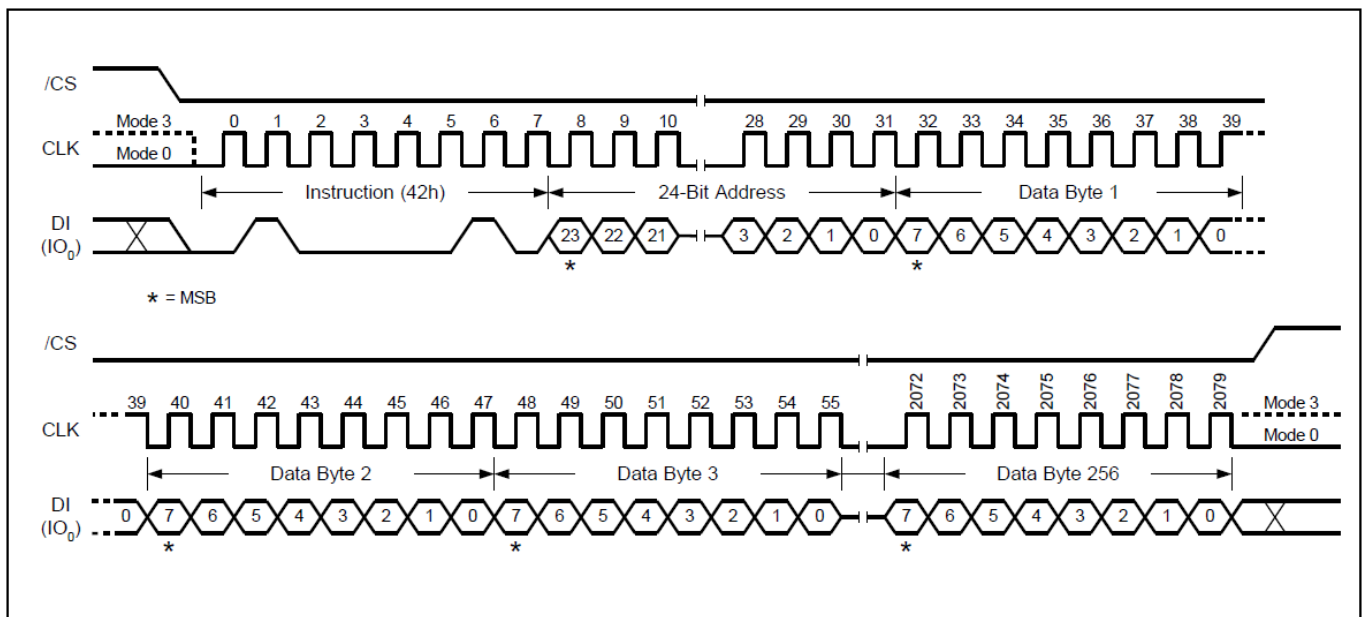 /CS
Mode 3 0 1 2 3 4 5 6 7 8 9 10 28 29 30 31 32 33 34 35 36 37 38 39
CLK
Mode 0
Instruction (42h) 24-Bit Address Data Byte 1
DI
(IO0) 23 22 21 3 2 1 0 7 6 5 4 3 2 1 0
* *
* = MSB
/CS
39 40 41 42 43 44 45 46 47 48 49 50 51 52 53 54 55 2072 2073 2074 2075 2076 2077 2078 2079 Mode 3
CLK
Mode 0
Data Byte 2 Data Byte 3 Data Byte 256
DI
(IO0) 0 7 6 5 4 3 2 1 0 7 6 5 4 3 2 1 0 7 6 5 4 3 2 1 0
* * *